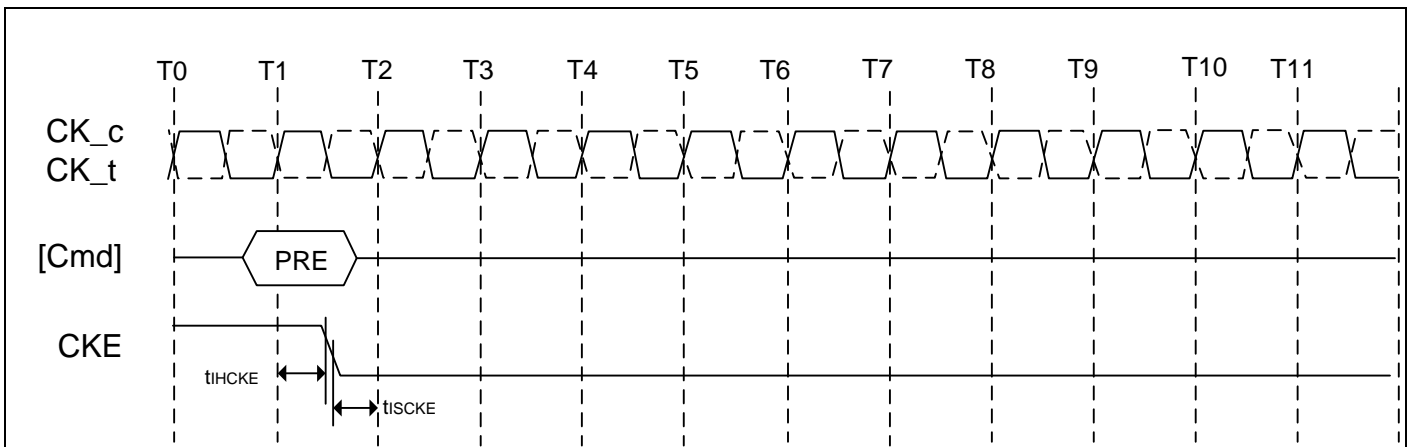 T0 T1 T2 T3 T4 T5 T6 T7 T8 T9 T10 T11
CK_c
CK_t
[Cmd] PRE
CKE
tIHCKE
tISCKE